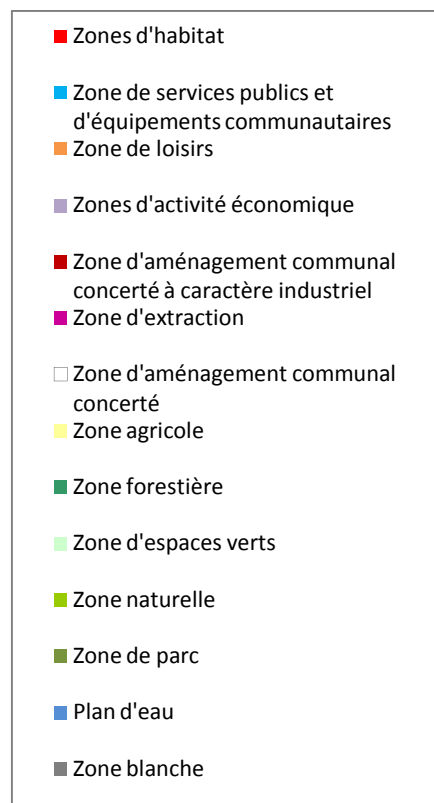 Zones d'habitat
Zone de services publics et
d'équipements communautaires
Zone de loisirs
Zones d'activité économique
Zone d'aménagement communal
concerté à caractère industriel
Zone d'extraction
Zone d'aménagement communal
concerté
Zone agricole
Zone forestière
Zone d'espaces verts
Zone naturelle
Zone de parc
Plan d'eau
Zone blanche